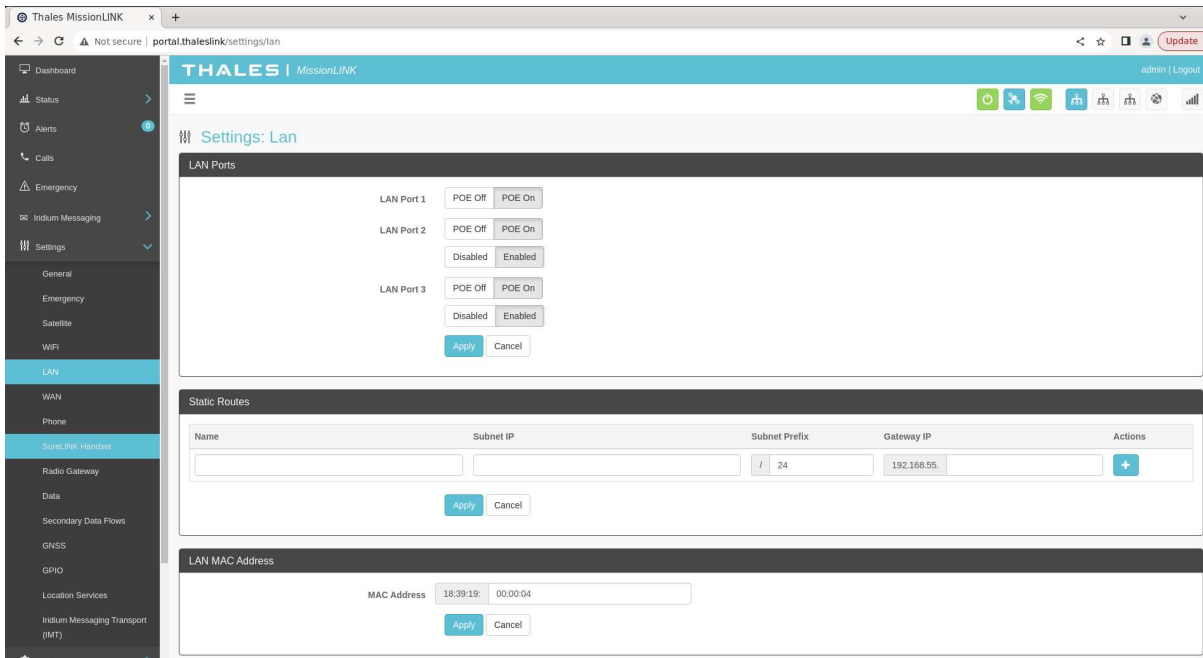 Thales MissionLINK × +
Not secure | portal.thaleslink/settings/lan Update
Dashboard
THALES | MissionLINK admin | Logout
Status
Alerts 0
Calls
Emergency
Iridium Messaging
Settings
General
Emergency
Satellite
WiFi
LAN
WAN
Phone
SureLINK Handset
Radio Gateway
Data
Secondary Data Flows
GNSS
GPIO
Location Services
Iridium Messaging Transport
(IMT)
Settings: Lan
LAN Ports
LAN Port 1 POE Off POE On
LAN Port 2 POE Off POE On
Disabled Enabled
LAN Port 3 POE Off POE On
Disabled Enabled
Apply Cancel
Static Routes
Name Subnet IP Subnet Prefix Gateway IP Actions
/ 24 192.168.55. +
Apply Cancel
LAN MAC Address
MAC Address 18:39:19: 00:00:04
Apply Cancel